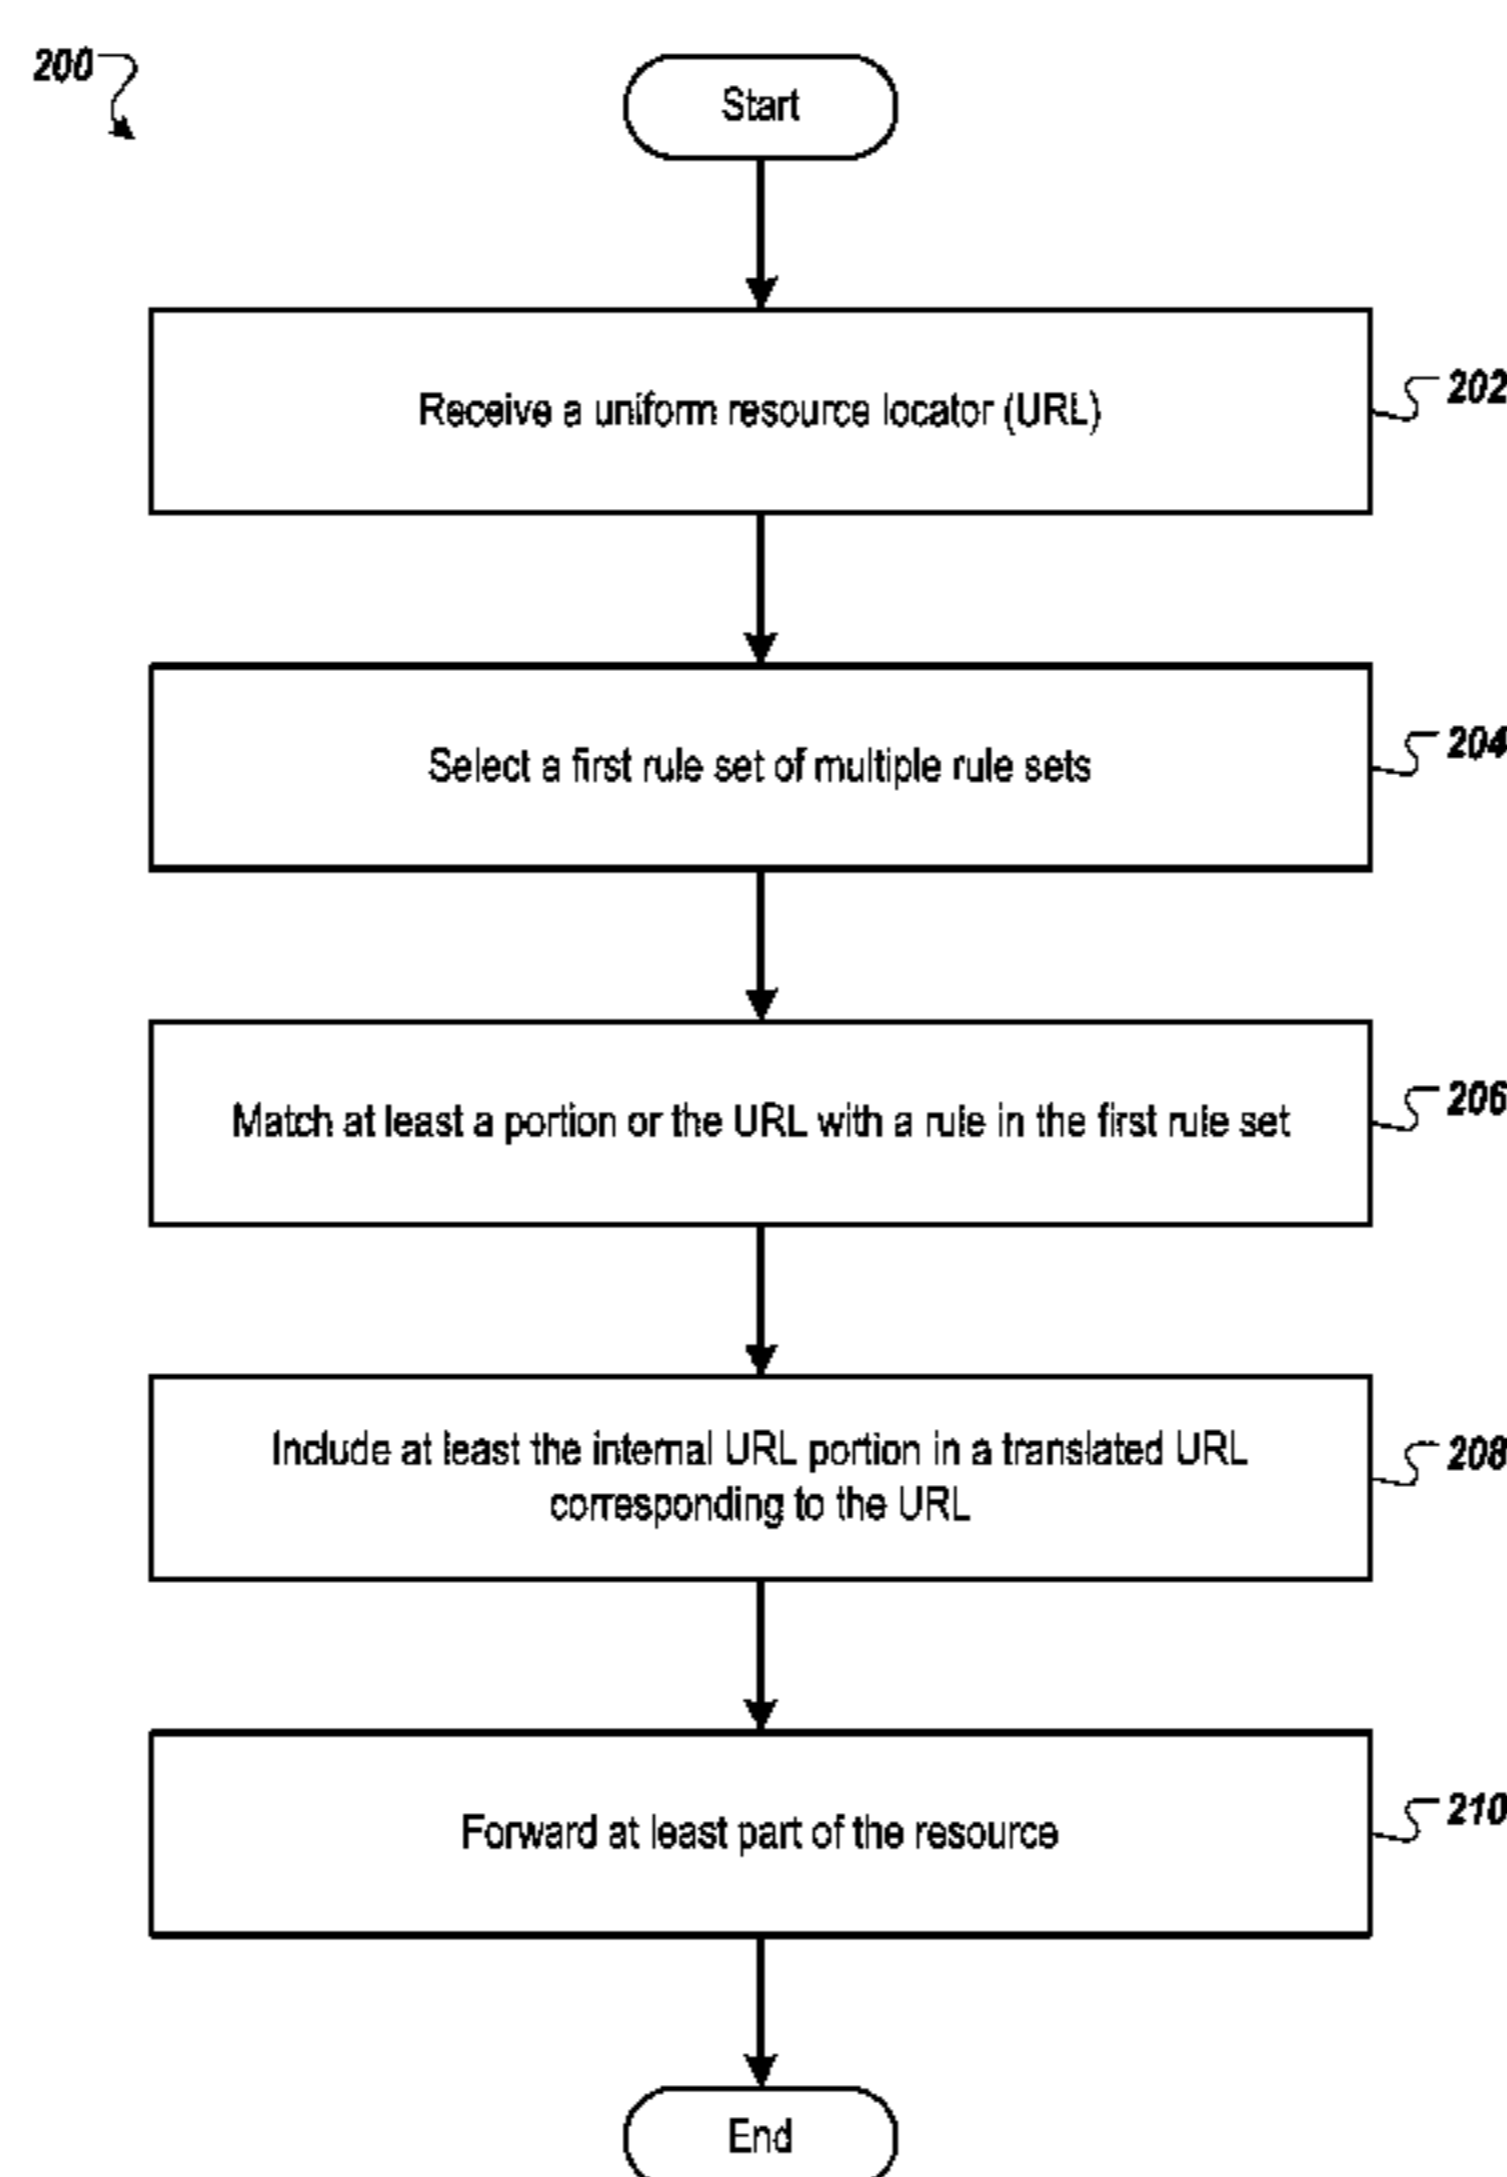 200
Start
Receive a uniform resource locator (URL)
202
Select a first rule set of multiple rule sets
204
Match at least a portion or the URL with a rule in the first rule set
206
Include at least the internal URL portion in a translated URL
corresponding to the URL
208
Forward at least part of the resource
210
End